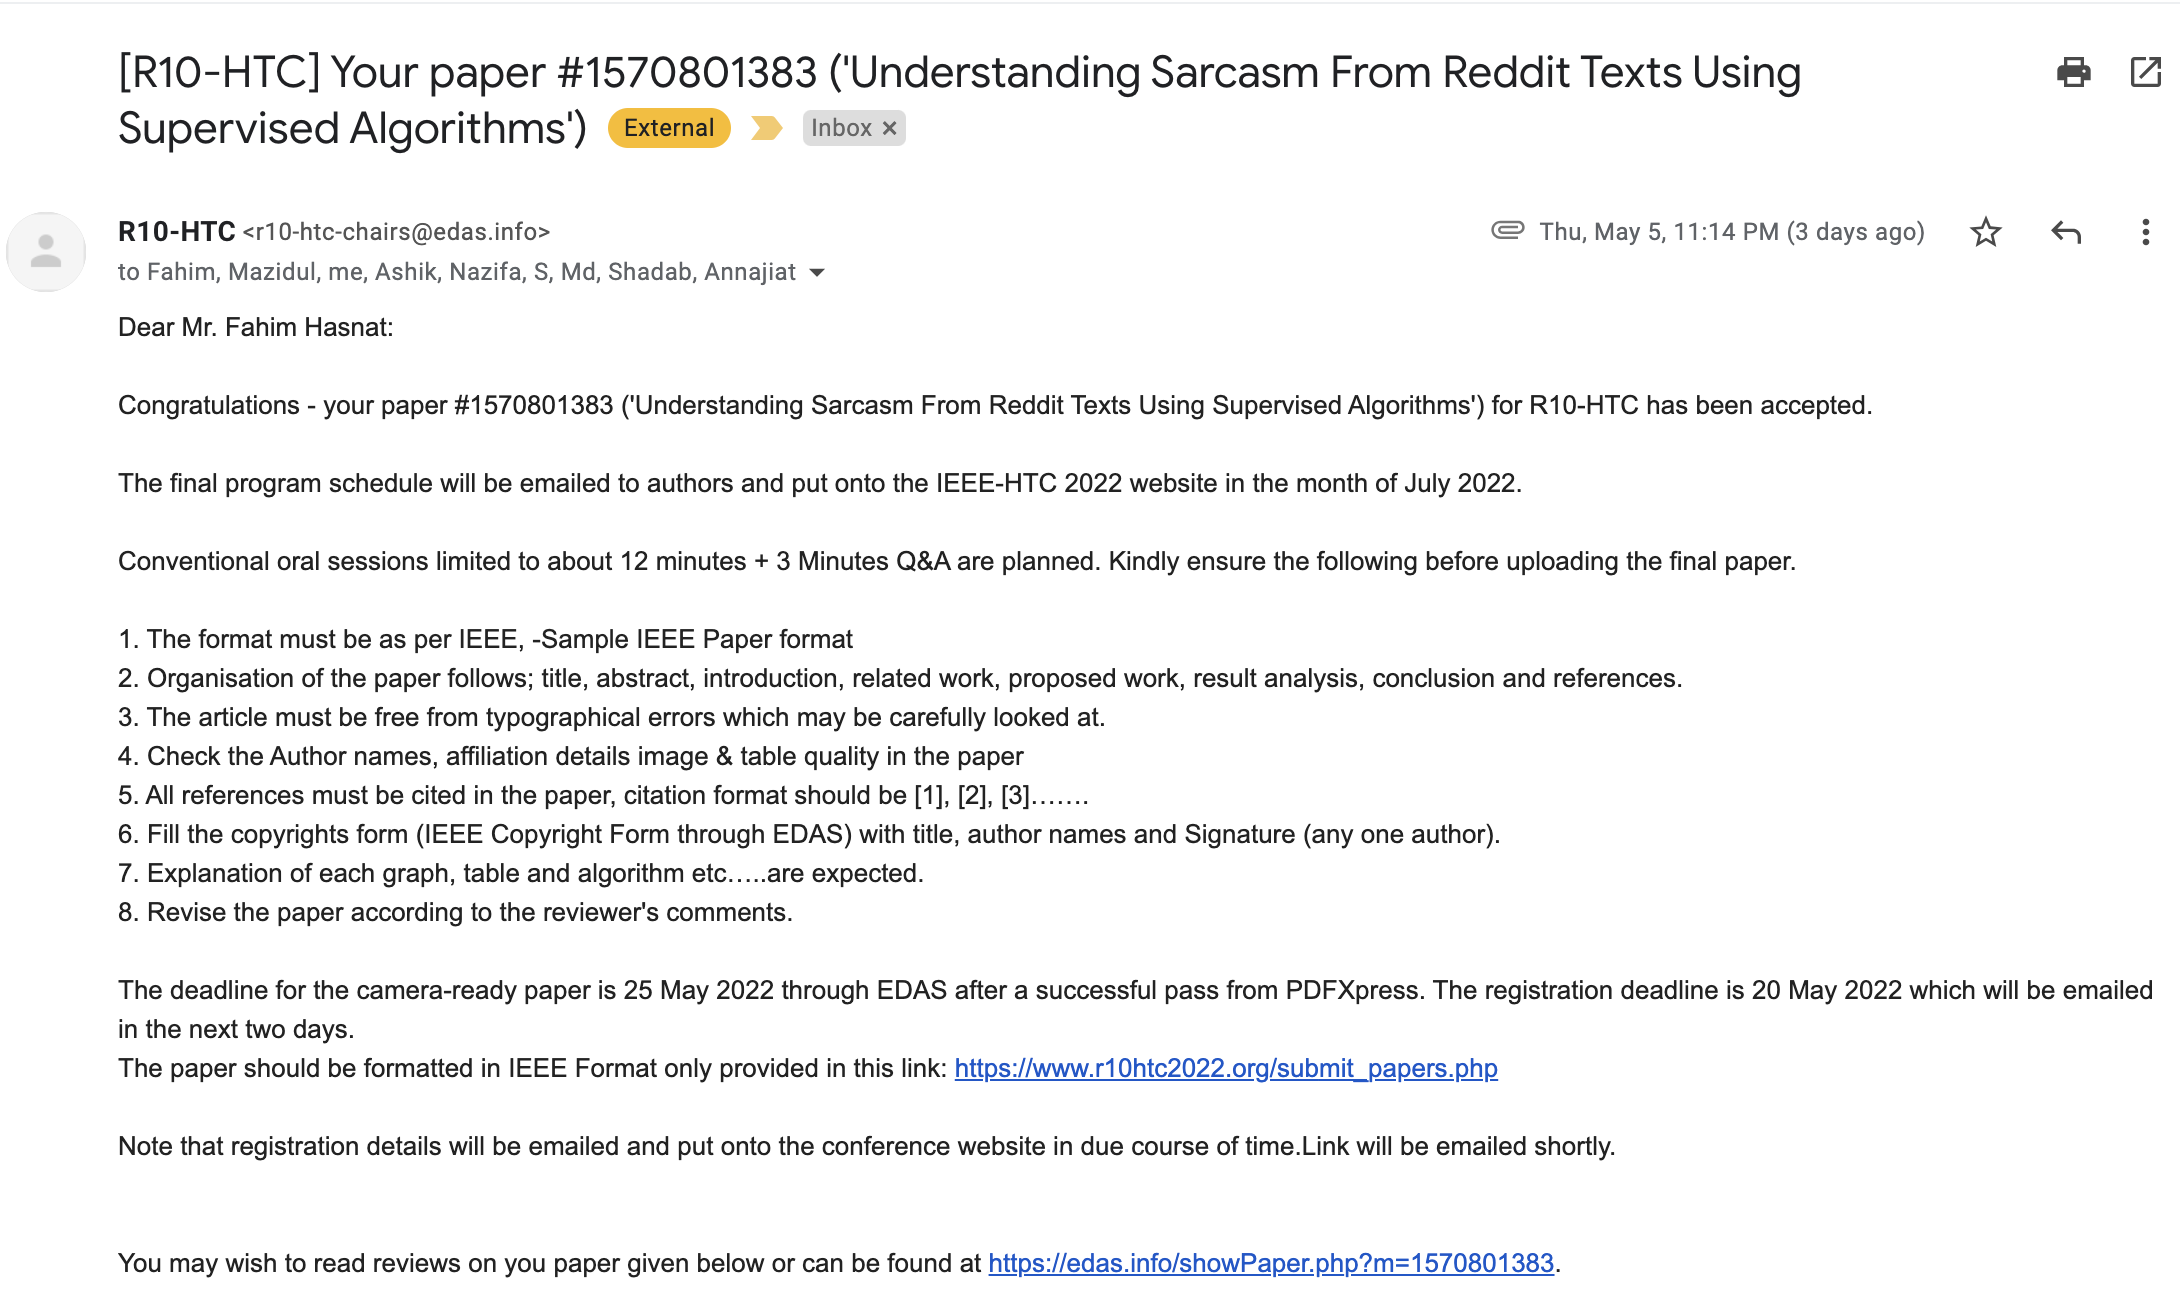 [R10-HTC] Your paper #1570801383 ('Understanding Sarcasm From Reddit Texts Using
Supervised Algorithms') External Inbox ×
R10-HTC <r10-htc-chairs@edas.info> Thu, May 5, 11:14 PM (3 days ago)
to Fahim, Mazidul, me, Ashik, Nazifa, S, Md, Shadab, Annajiat
Dear Mr. Fahim Hasnat:
Congratulations - your paper #1570801383 ('Understanding Sarcasm From Reddit Texts Using Supervised Algorithms') for R10-HTC has been accepted.
The final program schedule will be emailed to authors and put onto the IEEE-HTC 2022 website in the month of July 2022.
Conventional oral sessions limited to about 12 minutes + 3 Minutes Q&A are planned. Kindly ensure the following before uploading the final paper.
1. The format must be as per IEEE, -Sample IEEE Paper format
2. Organisation of the paper follows; title, abstract, introduction, related work, proposed work, result analysis, conclusion and references.
3. The article must be free from typographical errors which may be carefully looked at.
4. Check the Author names, affiliation details image & table quality in the paper
5. All references must be cited in the paper, citation format should be [1], [2], [3]…….
6. Fill the copyrights form (IEEE Copyright Form through EDAS) with title, author names and Signature (any one author).
7. Explanation of each graph, table and algorithm etc…..are expected.
8. Revise the paper according to the reviewer's comments.
The deadline for the camera-ready paper is 25 May 2022 through EDAS after a successful pass from PDFXpress. The registration deadline is 20 May 2022 which will be emailed
in the next two days.
The paper should be formatted in IEEE Format only provided in this link: https://www.r10htc2022.org/submit_papers.php
Note that registration details will be emailed and put onto the conference website in due course of time.Link will be emailed shortly.
You may wish to read reviews on you paper given below or can be found at https://edas.info/showPaper.php?m=1570801383.